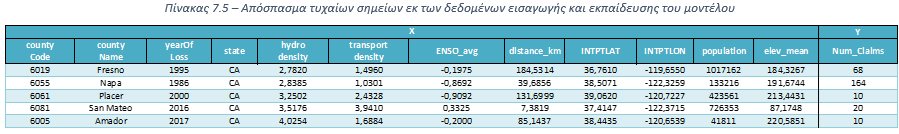 Πίνακας 7.5 – Απόσπασμα τυχαίων σημείων εκ των δεδομένων εισαγωγής και εκπαίδευσης του μοντέλου
X Y
county Code county Name yearOf Loss state hydro density transport density ENSO_avg distance_km INTPTLAT INTPTLON population elev_mean Num_Claims
6019 Fresno 1995 CA 2,7820 1,4960 -0,1975 184,5314 36,7610 -119,6550 1017162 184,3267 68
6055 Napa 1986 CA 2,8385 1,0301 -0,8692 39,6856 38,5071 -122,3259 133216 191,6744 164
6061 Placer 2000 CA 3,2502 2,4328 -0,9092 131,6999 39,0620 -120,7227 423561 213,4431 10
6081 San Mateo 2016 CA 3,5176 3,9410 0,3325 7,3819 37,4147 -122,3715 726353 87,1748 20
6005 Amador 2017 CA 4,0254 1,6884 -0,2000 85,1437 38,4435 -120,6539 41811 220,5851 10